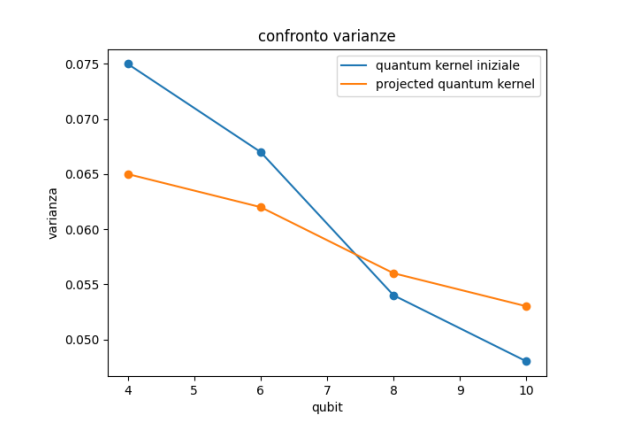 confronto varianze
quantum kernel iniziale
projected quantum kernel
varianza
0.075
0.070
0.065
0.060
0.055
0.050
4 5 6 7 8 9 10
qubit